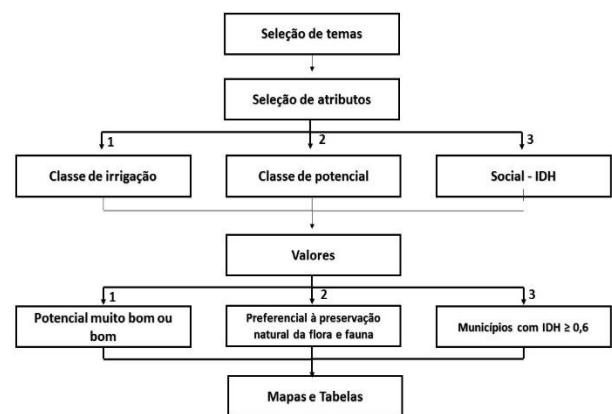 Seleção de temas
Seleção de atributos
1
2
3
Classe de irrigação
Classe de potencial
Social - IDH
Valores
1
2
3
Potencial muito bom ou
bom
Preferencial à preservação
natural da flora e fauna
Municípios com IDH ≥ 0,6
Mapas e Tabelas